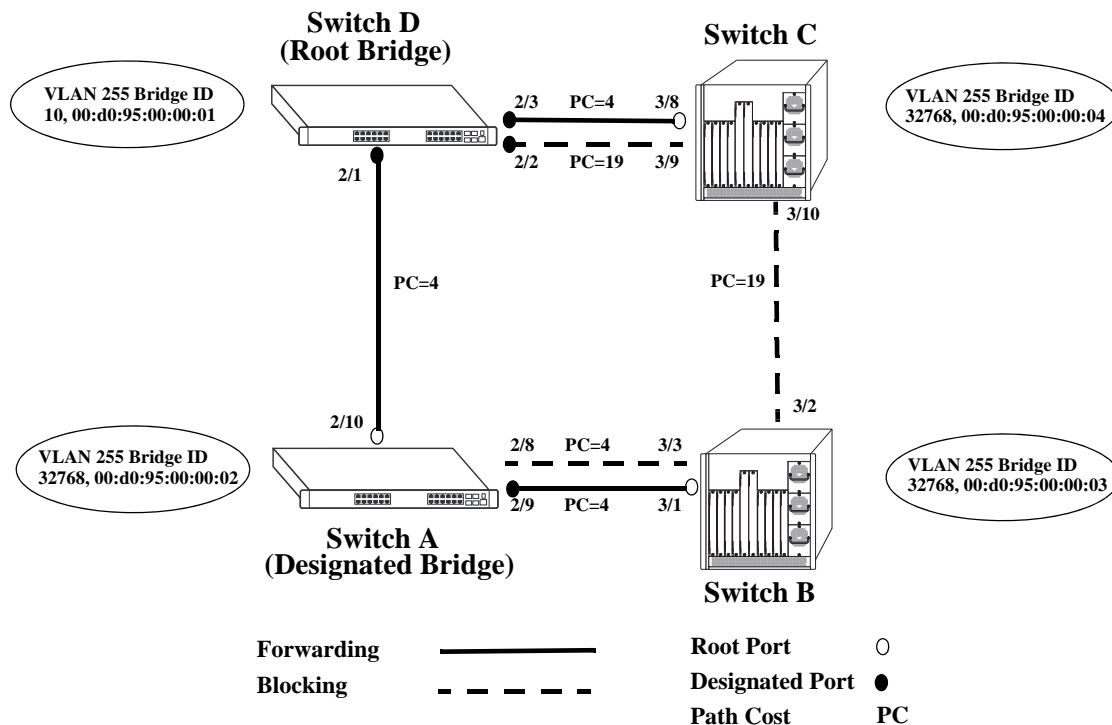 Switch D
(Root Bridge)
Switch C
VLAN 255 Bridge ID
10, 00:d0:95:00:00:01
VLAN 255 Bridge ID
32768, 00:d0:95:00:00:04
2/3 PC=4 3/8
2/2 PC=19 3/9
2/1
3/10
PC=4
PC=19
2/10
3/2
VLAN 255 Bridge ID
32768, 00:d0:95:00:00:02
VLAN 255 Bridge ID
32768, 00:d0:95:00:00:03
2/8 PC=4 3/3
2/9 PC=4 3/1
Switch A
(Designated Bridge)
Switch B
Forwarding
Blocking
Root Port
Designated Port
Path Cost PC